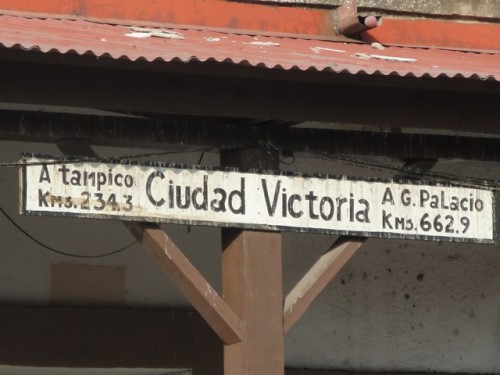 A tampico
Kms. 234.3
Ciudad Victoria
A G. PaLacio
Kms. 662.9